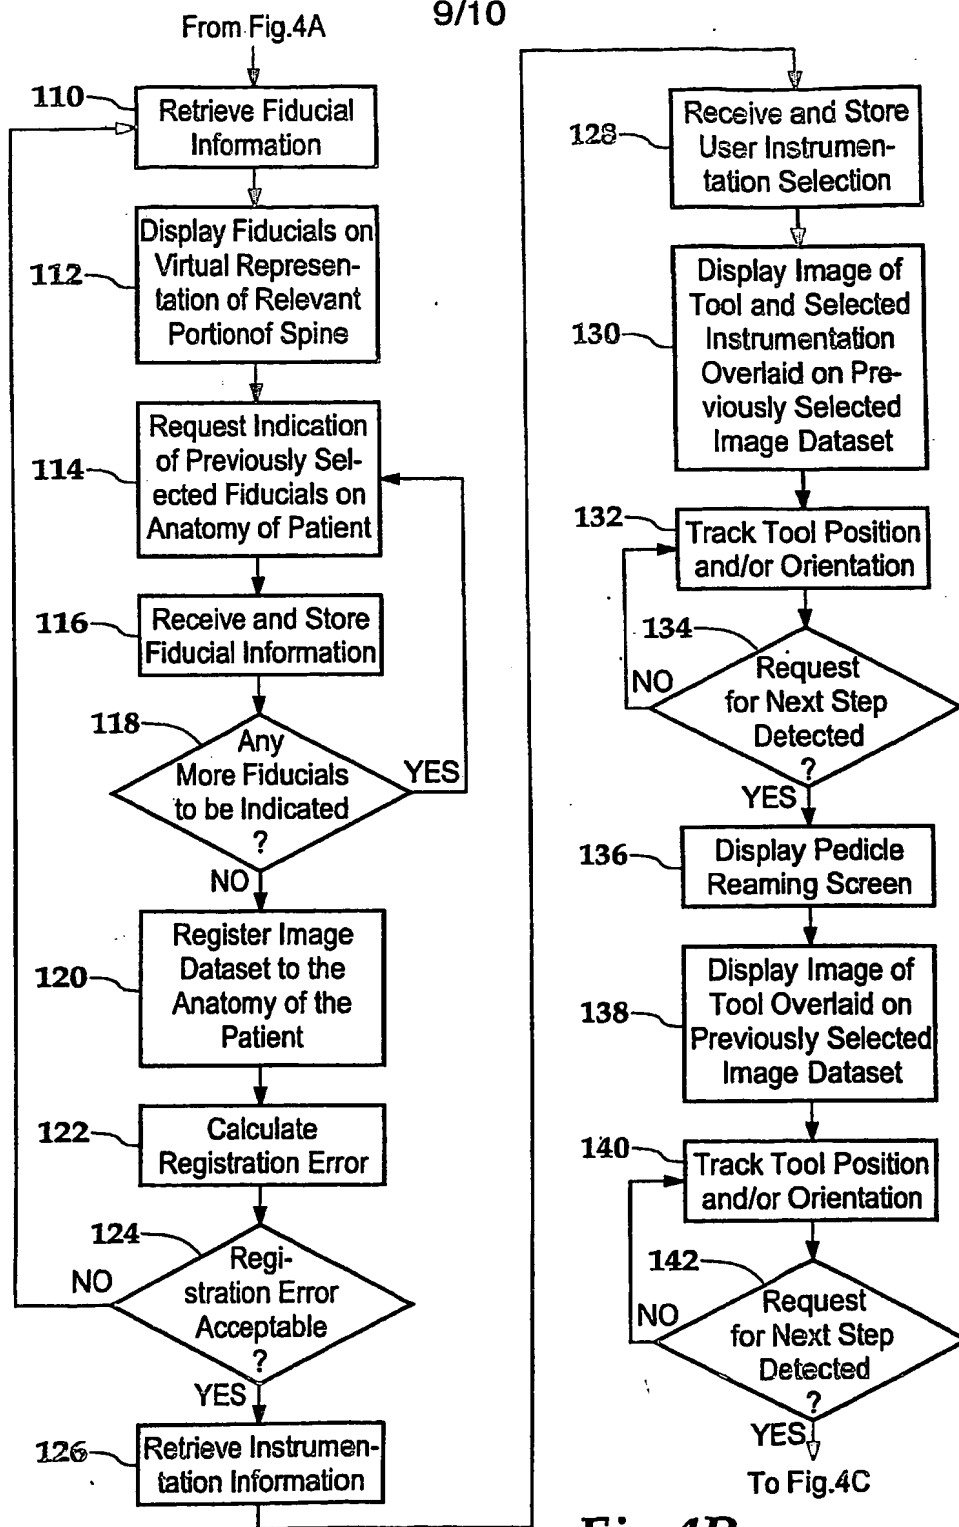 9/10
From Fig.4A
110
Retrieve Fiducial
Information
112
Display Fiducials on
Virtual Represen-
tation of Relevant
Portionof Spine
114
Request Indication
of Previously Sel-
ected Fiducials on
Anatomy of Patient
116
Receive and Store
Fiducial Information
118
Any
More Fiducials
to be Indicated
?
YES
NO
120
Register Image
Dataset to the
Anatomy of the
Patient
122
Calculate
Registration Error
124
Regi-
stration Error
Acceptable
?
NO
YES
126
Retrieve Instrumen-
tation Information
128
Receive and Store
User Instrumen-
tation Selection
130
Display Image of
Tool and Selected
Instrumentation
Overlaid on Pre-
viously Selected
Image Dataset
132
Track Tool Position
and/or Orientation
134
Request
for Next Step
Detected
?
NO
YES
136
Display Pedicle
Reaming Screen
138
Display Image of
Tool Overlaid on
Previously Selected
Image Dataset
140
Track Tool Position
and/or Orientation
142
Request
for Next Step
Detected
?
NO
YES
To Fig.4C
Fig.4B